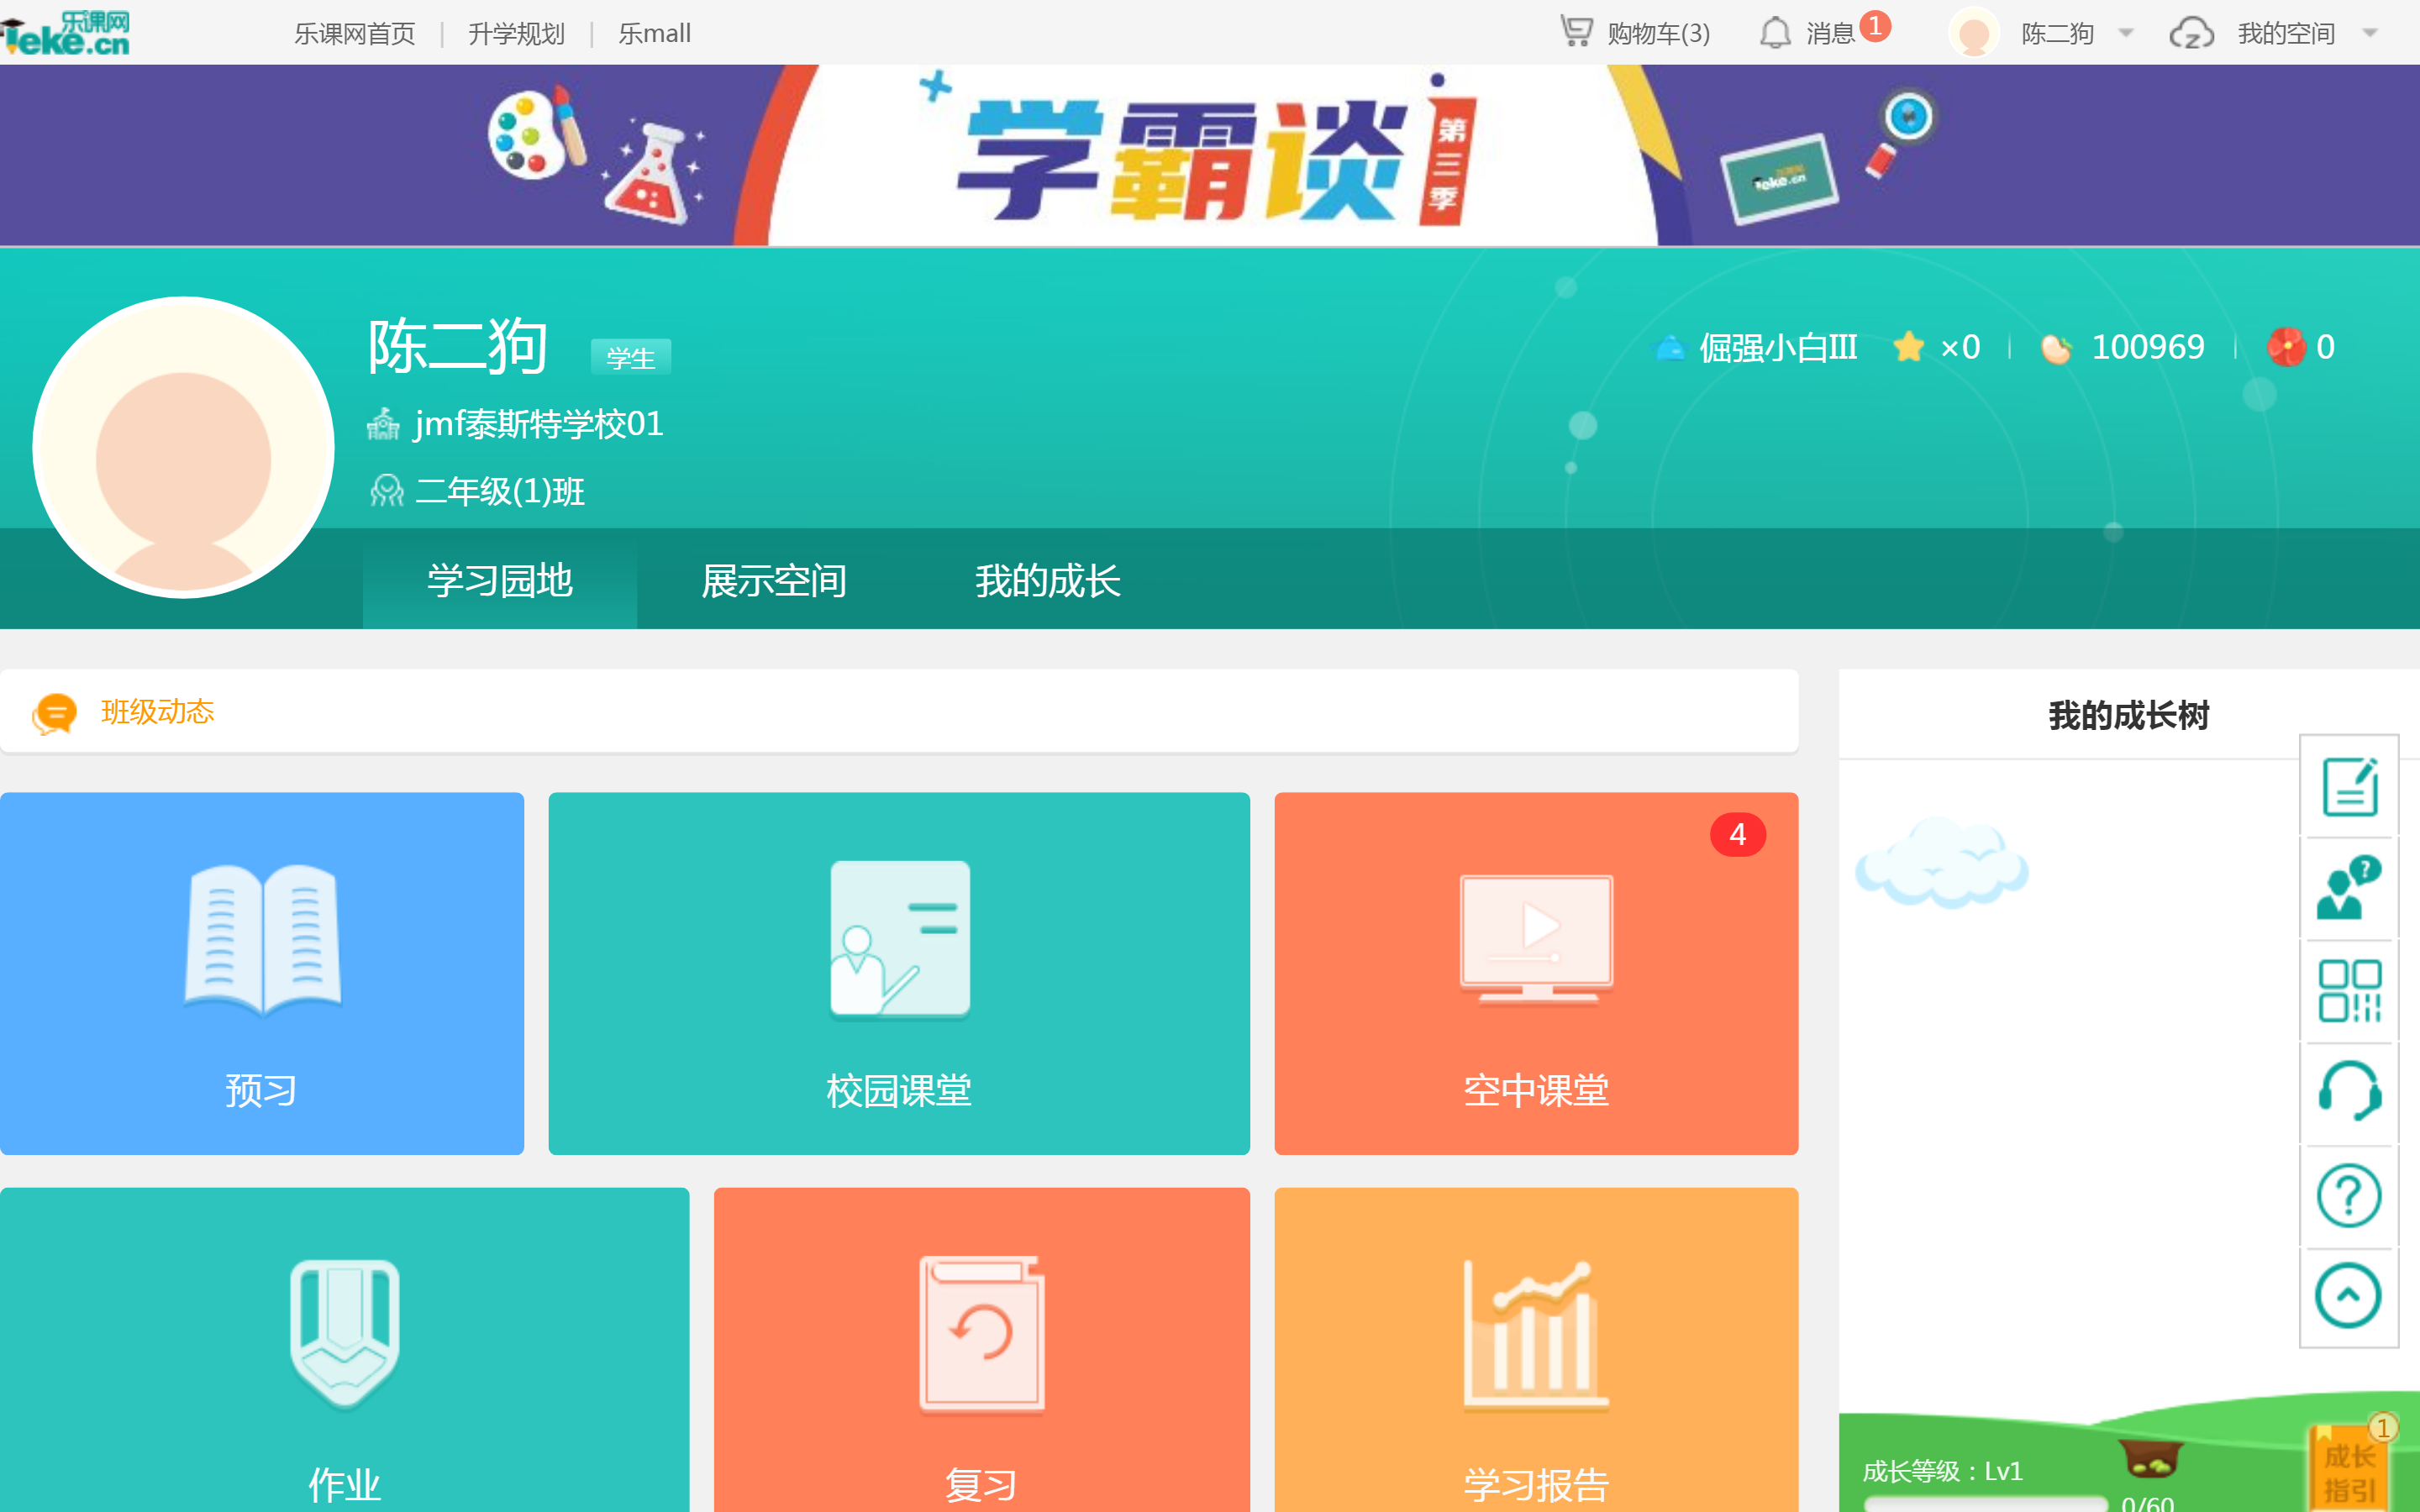 乐课网
leke.cn
乐课网首页 | 升学规划 | 乐mall
购物车(3) 消息 1 陈二狗 我的空间
学霸谈 第三季
leke.cn
陈二狗 学生
倔强小白III ×0 100969 0
jmf泰斯特学校01
二年级(1)班
学习园地 展示空间 我的成长
班级动态
我的成长树
4
预习 校园课堂 空中课堂
作业 复习 学习报告
成长等级：Lv1
0/60
1
成长
指引